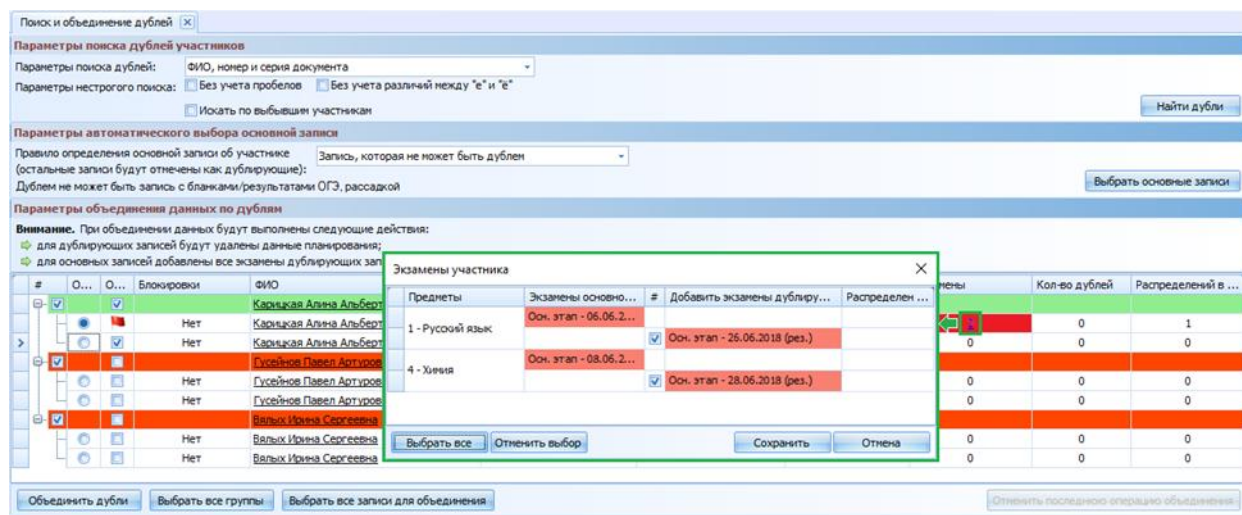 Поиск и объединение дублей
Параметры поиска дублей участников
Параметры поиска дублей: ФИО, номер и серия документа
Параметры нестрогого поиска: Без учета пробелов Без учета различий между "е" и "ё"
Искать по выбывшим участникам
Найти дубли
Параметры автоматического выбора основной записи
Правило определения основной записи об участнике
(остальные записи будут отмечены как дублирующие): Запись, которая не может быть дублем
Дублем не может быть запись с бланками/результатами ОГЭ, рассадкой
Выбрать основные записи
Параметры объединения данных по дублям
Внимание. При объединении данных будут выполнены следующие действия:
для дублирующих записей будут удалены данные планирования;
для основных записей добавлены все экзамены дублирующих зап
# О... О... Блокировки ФИО мены Кол-во дублей Распределений в ...
Карицкая Алина Альберт
Нет Карицкая Алина Альберт 0 1
Нет Карицкая Алина Альберт 0 0 0
Гусейнов Павел Артуров
Нет Гусейнов Павел Артуров 0 0 0
Нет Гусейнов Павел Артуров 0 0 0
Вялых Ирина Сергеевна
Нет Вялых Ирина Сергеевна 0 0 0
Нет Вялых Ирина Сергеевна 0 0 0
Экзамены участника
Предметы Экзамены основно... # Добавить экзамены дублиру... Распределен ...
1 - Русский язык Осн. этап - 06.06.2...
Осн. этап - 26.06.2018 (рез.)
4 - Химия Осн. этап - 08.06.2...
Осн. этап - 28.06.2018 (рез.)
Выбрать все Отменить выбор Сохранить Отмена
Объединить дубли Выбрать все группы Выбрать все записи для объединения Отменить последнюю операцию объединения